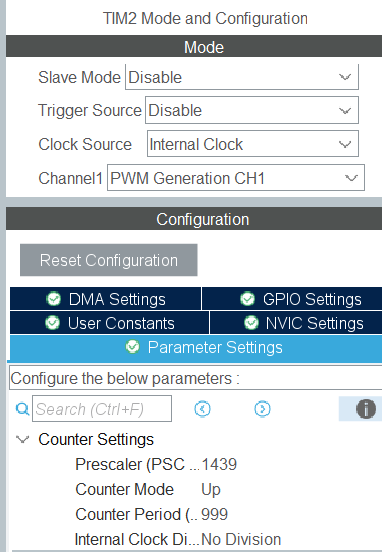 TIM2 Mode and Configuration
Mode
Slave Mode Disable
Trigger Source Disable
Clock Source Internal Clock
Channel1 PWM Generation CH1
Configuration
Reset Configuration
DMA Settings GPIO Settings
User Constants NVIC Settings
Parameter Settings
Configure the below parameters :
Search (Ctrl+F)
Counter Settings
Prescaler (PSC ... 1439
Counter Mode Up
Counter Period (... 999
Internal Clock Di... No Division